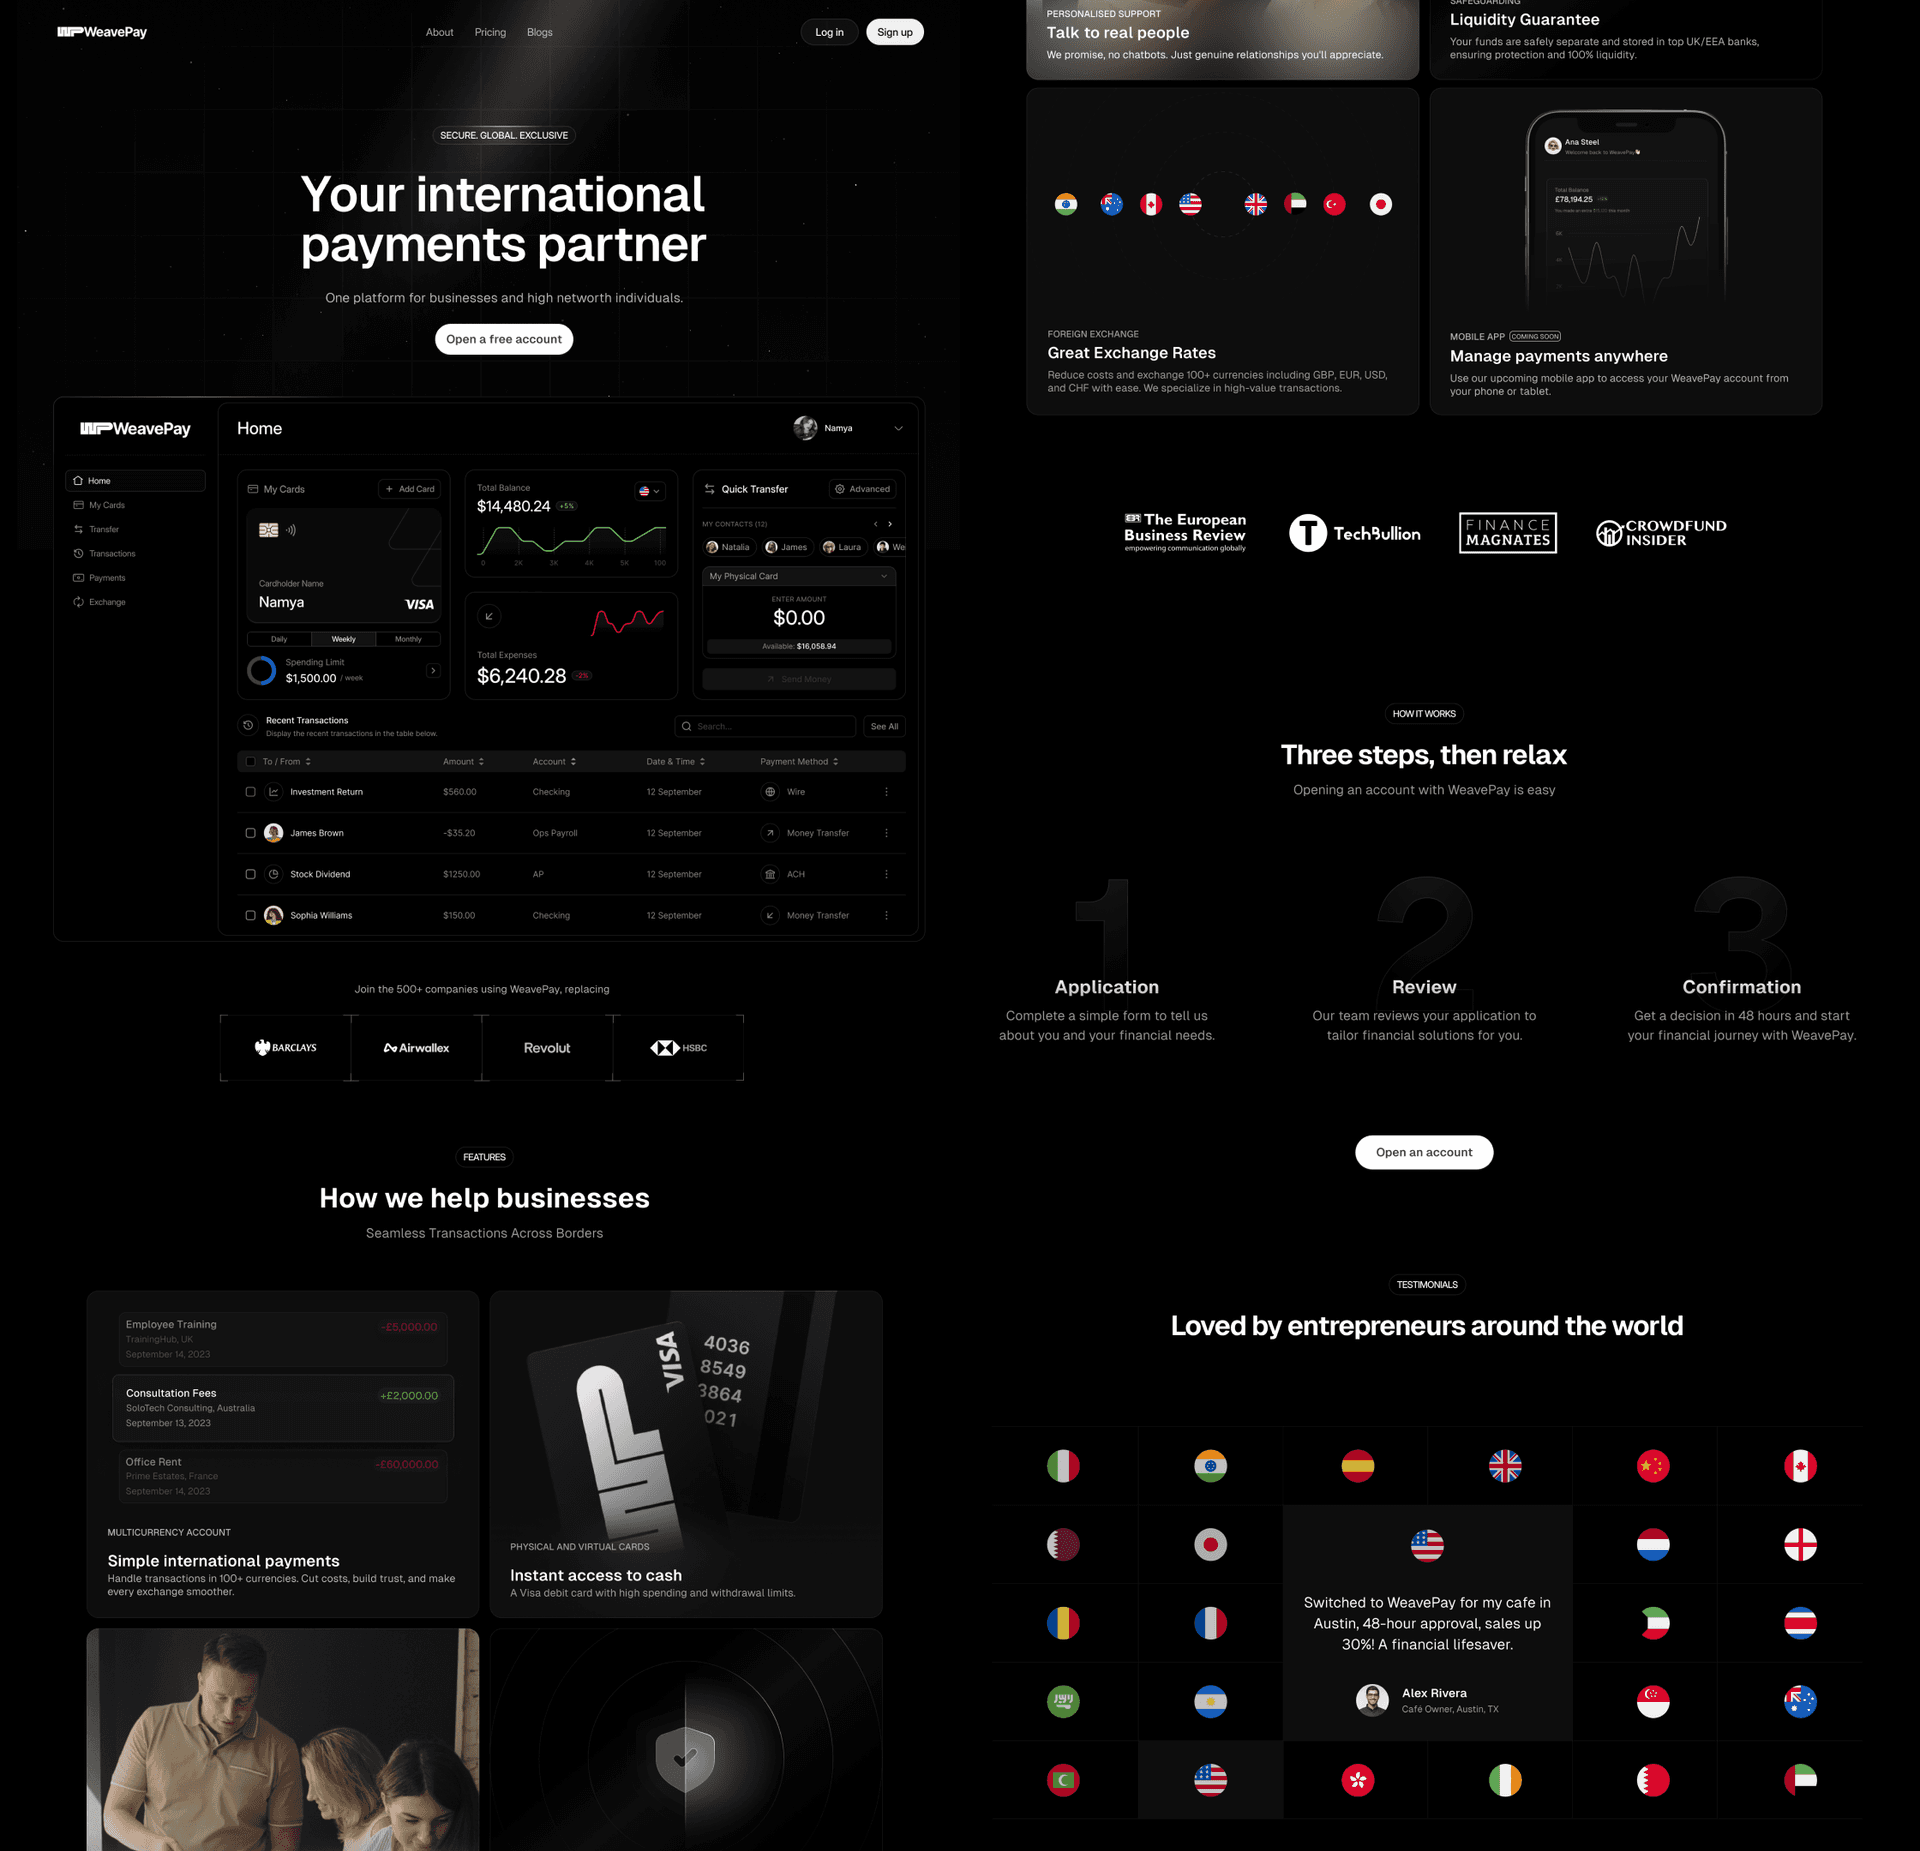 WeavePay
About
Pricing
Blogs
Log in
Sign up
SECURE. GLOBAL. EXCLUSIVE
Your international
payments partner
One platform for businesses and high networth individuals.
Open a free account
WeavePay
Home
My Cards
Transfer
Transactions
Payments
Exchange
Home
Namya
My Cards
+ Add Card
Cardholder Name
Namya
VISA
Daily
Weekly
Monthly
Spending Limit
$1,500.00 / week
Total Balance
$14,480.24 +5%
0 2K 3K 4K 5K 100
Total Expenses
$6,240.28 -2%
Quick Transfer
Advanced
MY CONTACTS (12)
Natalia
James
Laura
We
My Physical Card
ENTER AMOUNT
$0.00
Available: $16,058.94
Send Money
Recent Transactions
Display the recent transactions in the table below.
Search...
See All
To / From Amount Account Date & Time Payment Method
Investment Return $560.00 Checking 12 September Wire
James Brown -$35.20 Ops Payroll 12 September Money Transfer
Stock Dividend $1250.00 AP 12 September ACH
Sophia Williams $150.00 Checking 12 September Money Transfer
Join the 500+ companies using WeavePay, replacing
BARCLAYS
Airwallex
Revolut
HSBC
FEATURES
How we help businesses
Seamless Transactions Across Borders
Employee Training -£5,000.00
TrainingHub, UK
September 14, 2023
Consultation Fees +£2,000.00
SoloTech Consulting, Australia
September 13, 2023
Office Rent -£60,000.00
Prime Estates, France
September 14, 2023
MULTICURRENCY ACCOUNT
Simple international payments
Handle transactions in 100+ currencies. Cut costs, build trust, and make
every exchange smoother.
VISA
4036
8549
3864
021
PHYSICAL AND VIRTUAL CARDS
Instant access to cash
A Visa debit card with high spending and withdrawal limits.
PERSONALISED SUPPORT
Talk to real people
We promise, no chatbots. Just genuine relationships you'll appreciate.
SAFEGUARDING
Liquidity Guarantee
Your funds are safely separate and stored in top UK/EEA banks,
ensuring protection and 100% liquidity.
FOREIGN EXCHANGE
Great Exchange Rates
Reduce costs and exchange 100+ currencies including GBP, EUR, USD,
and CHF with ease. We specialize in high-value transactions.
Ana Steel
Welcome back to WeavePay
Total Balance
£78,194.25
MOBILE APP COMING SOON
Manage payments anywhere
Use our upcoming mobile app to access your WeavePay account from
your phone or tablet.
The European
Business Review
empowering communication globally
TechBullion
FINANCE
MAGNATES
CROWDFUND
INSIDER
HOW IT WORKS
Three steps, then relax
Opening an account with WeavePay is easy
1
Application
Complete a simple form to tell us
about you and your financial needs.
2
Review
Our team reviews your application to
tailor financial solutions for you.
3
Confirmation
Get a decision in 48 hours and start
your financial journey with WeavePay.
Open an account
TESTIMONIALS
Loved by entrepreneurs around the world
Switched to WeavePay for my cafe in
Austin, 48-hour approval, sales up
30%! A financial lifesaver.
Alex Rivera
Café Owner, Austin, TX